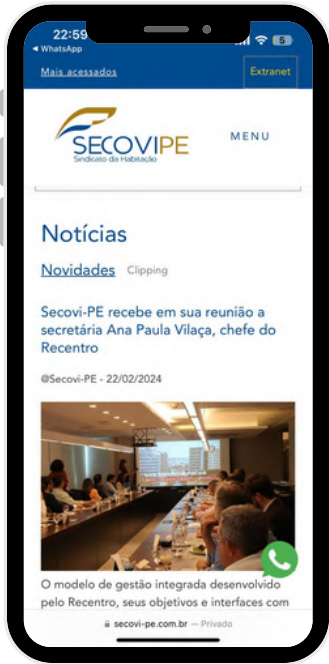 22:59
5
◀ WhatsApp
Mais acessados
Extranet
SECOVIPE
Sindicato da Habitação
MENU
Notícias
Novidades
Clipping
Secovi-PE recebe em sua reunião a
secretária Ana Paula Vilaça, chefe do
Recentro
@Secovi-PE - 22/02/2024
O modelo de gestão integrada desenvolvido
pelo Recentro, seus objetivos e interfaces com
secovi-pe.com.br — Privado